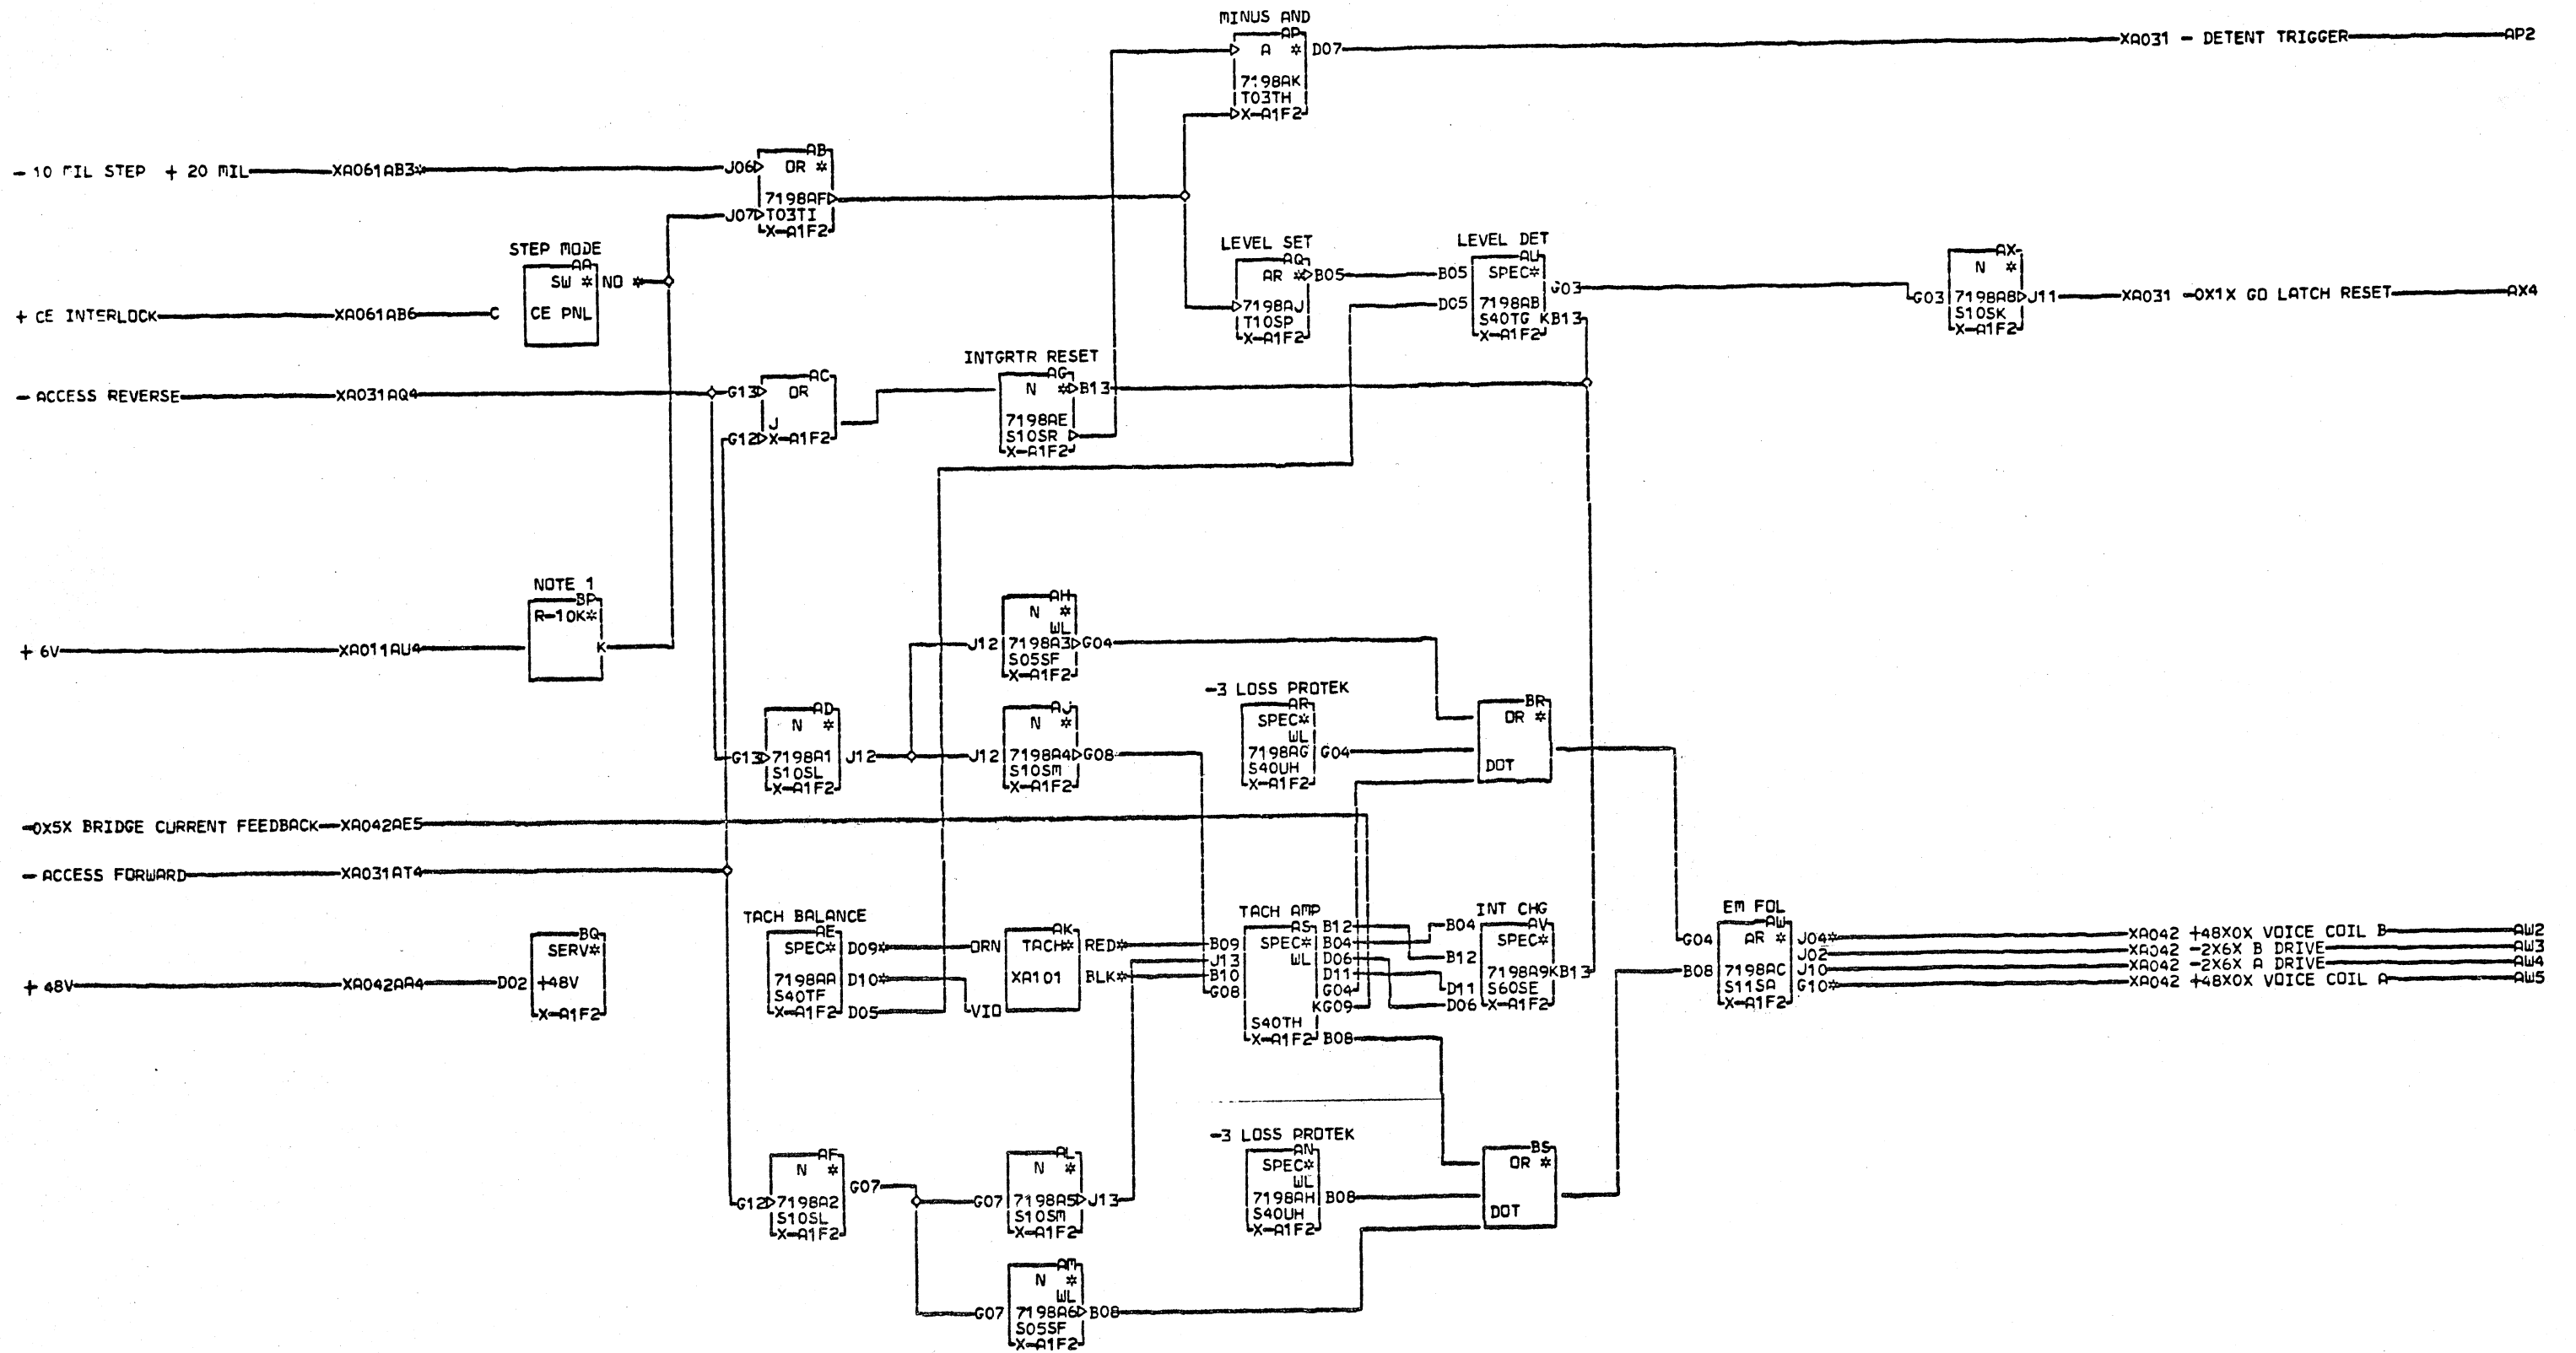 MINUS AND
AP
A *
D07
XA031 - DETENT TRIGGER
AP2
7198AK
T03TH
X-A1F2
- 10 MIL STEP + 20 MIL
XA061AB3*
J06
AB
OR *
7198AF
J07
T03TI
X-A1F2
STEP MODE
AA
SW *
NO *
CE PNL
+ CE INTERLOCK
XA061AB6
C
LEVEL SET
AQ
AR *
B05
7198AJ
T10SP
X-A1F2
LEVEL DET
AU
B05
SPEC*
G03
D05
7198AB
S40TG
KB13
X-A1F2
AX
N *
G03
7198A8
J11
S10SK
X-A1F2
XA031 -0X1X GO LATCH RESET
AX4
- ACCESS REVERSE
XA031AQ4
G13
AC
OR
J
G12
X-A1F2
INTGRTR RESET
AG
N *
B13
7198AE
S10SR
X-A1F2
NOTE 1
BP
R-10K*
K
+ 6V
XA011AU4
AH
N *
WL
J12
7198A3
G04
S05SF
X-A1F2
AD
N *
G13
7198A1
J12
S10SL
X-A1F2
AJ
N *
J12
7198A4
G08
S10SM
X-A1F2
-3 LOSS PROTEK
AR
SPEC*
WL
7198AG
G04
S40UH
X-A1F2
BR
OR *
DOT
-0X5X BRIDGE CURRENT FEEDBACK
XA042AE5
- ACCESS FORWARD
XA031AT4
+ 48V
XA042AA4
D02
BQ
SERV*
+48V
X-A1F2
TACH BALANCE
AE
SPEC*
D09*
7198AA
D10*
S40TF
X-A1F2
D05
ORN
VIO
AK
TACH*
RED*
XA101
BLK*
TACH AMP
AS
B12
B09
SPEC*
B04
J13
WL
D06
B10
D11
G08
G04
KG09
S40TH
X-A1F2
B08
INT CHG
AV
B04
SPEC*
B12
7198A9
KB13
D11
S60SE
D06
X-A1F2
EM FOL
AW
G04
AR *
J04*
J02
B08
7198AC
J10
S11SA
G10*
X-A1F2
XA042 +48X0X VOICE COIL B
AW2
XA042 -2X6X B DRIVE
AW3
XA042 -2X6X A DRIVE
AW4
XA042 +48X0X VOICE COIL A
AW5
AF
N *
G07
G12
7198A2
S10SL
X-A1F2
AL
N *
G07
7198A5
J13
S10SM
X-A1F2
-3 LOSS PROTEK
AN
SPEC*
WL
7198AH
B08
S40UH
X-A1F2
BS
OR *
DOT
AM
N *
WL
G07
7198A6
B08
S05SF
X-A1F2